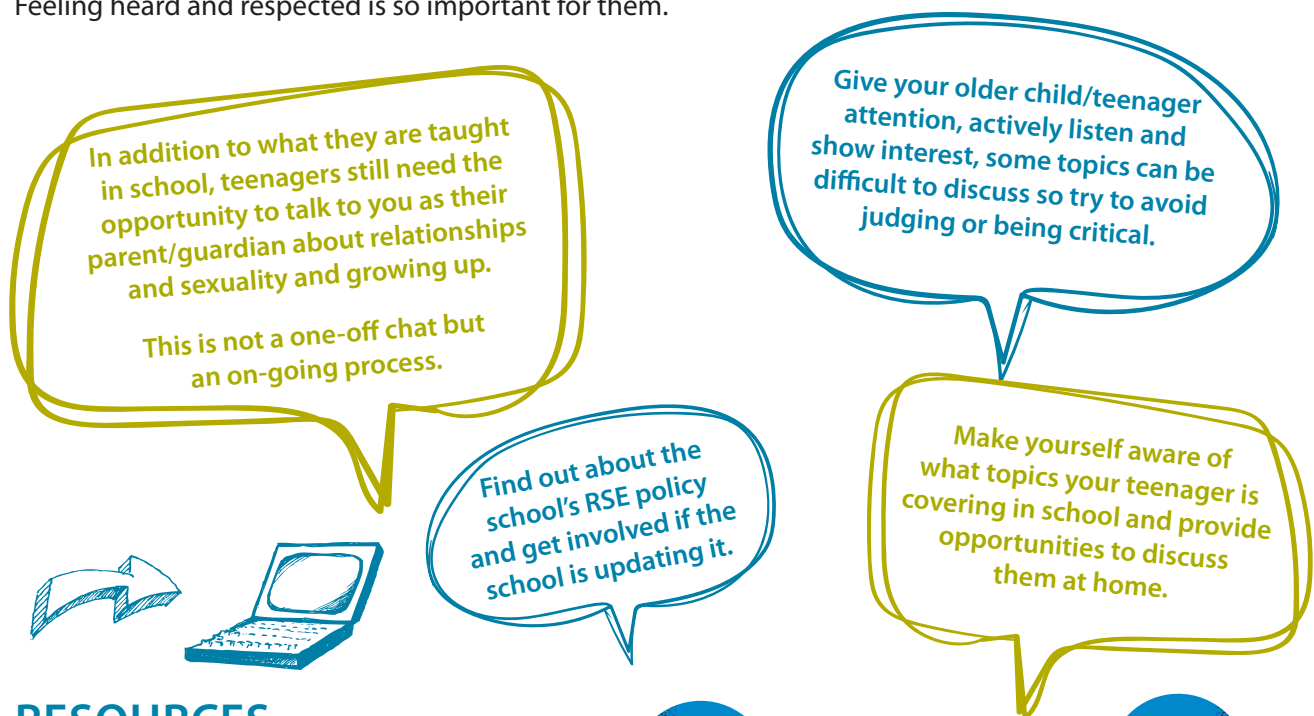 Feeling heard and respected is so important for them.
In addition to what they are taught
in school, teenagers still need the
opportunity to talk to you as their
parent/guardian about relationships
and sexuality and growing up.
This is not a one-off chat but
an on-going process.
Give your older child/teenager
attention, actively listen and
show interest, some topics can be
difficult to discuss so try to avoid
judging or being critical.
Find out about the
school's RSE policy
and get involved if the
school is updating it.
Make yourself aware of
what topics your teenager is
covering in school and provide
opportunities to discuss
them at home.
RESOURCES